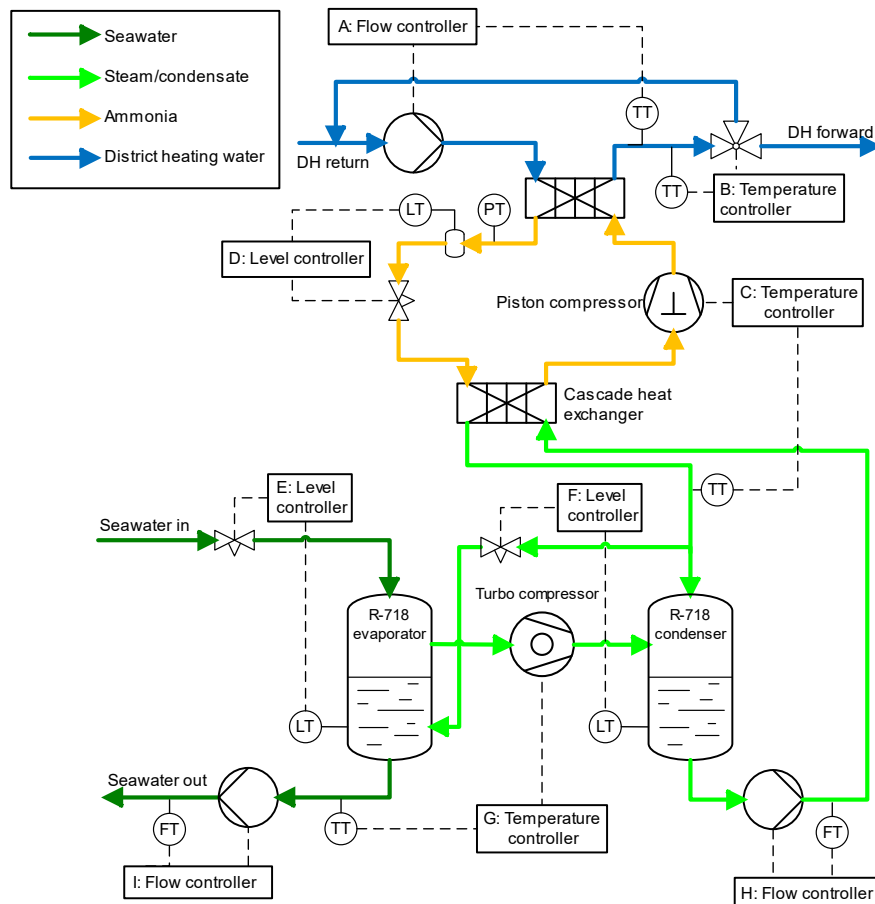 Seawater
Steam/condensate
Ammonia
District heating water
A: Flow controller
TT
DH return
DH forward
TT
B: Temperature
controller
LT
PT
D: Level controller
Piston compressor
C: Temperature
controller
Cascade heat
exchanger
TT
E: Level
controller
F: Level
controller
Seawater in
Turbo compressor
R-718
evaporator
R-718
condenser
LT
LT
Seawater out
FT
TT
G: Temperature
controller
FT
I: Flow controller
H: Flow controller